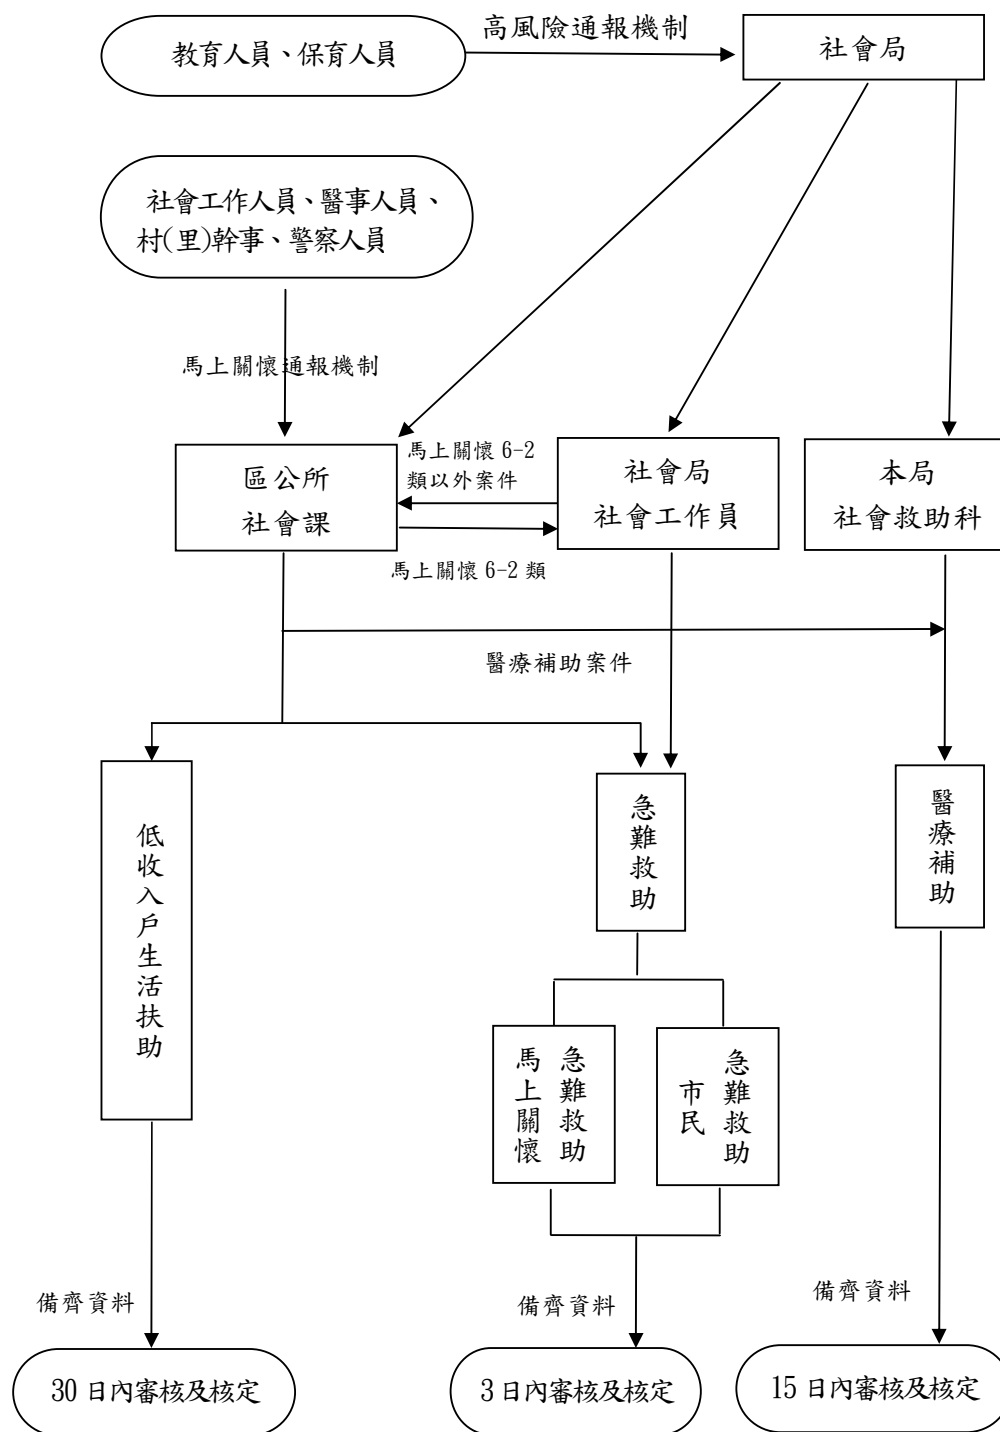 高風險通報機制
教育人員、保育人員
社會局
社會工作人員、醫事人員、
村(里)幹事、警察人員
馬上關懷通報機制
區公所
社會課
馬上關懷 6-2
類以外案件
社會局
社會工作員
本局
社會救助科
馬上關懷 6-2 類
醫療補助案件
低收入戶生活扶助
急難救助
醫療補助
馬上關懷
急難救助
市民
急難救助
備齊資料
備齊資料
備齊資料
30 日內審核及核定
3 日內審核及核定
15 日內審核及核定